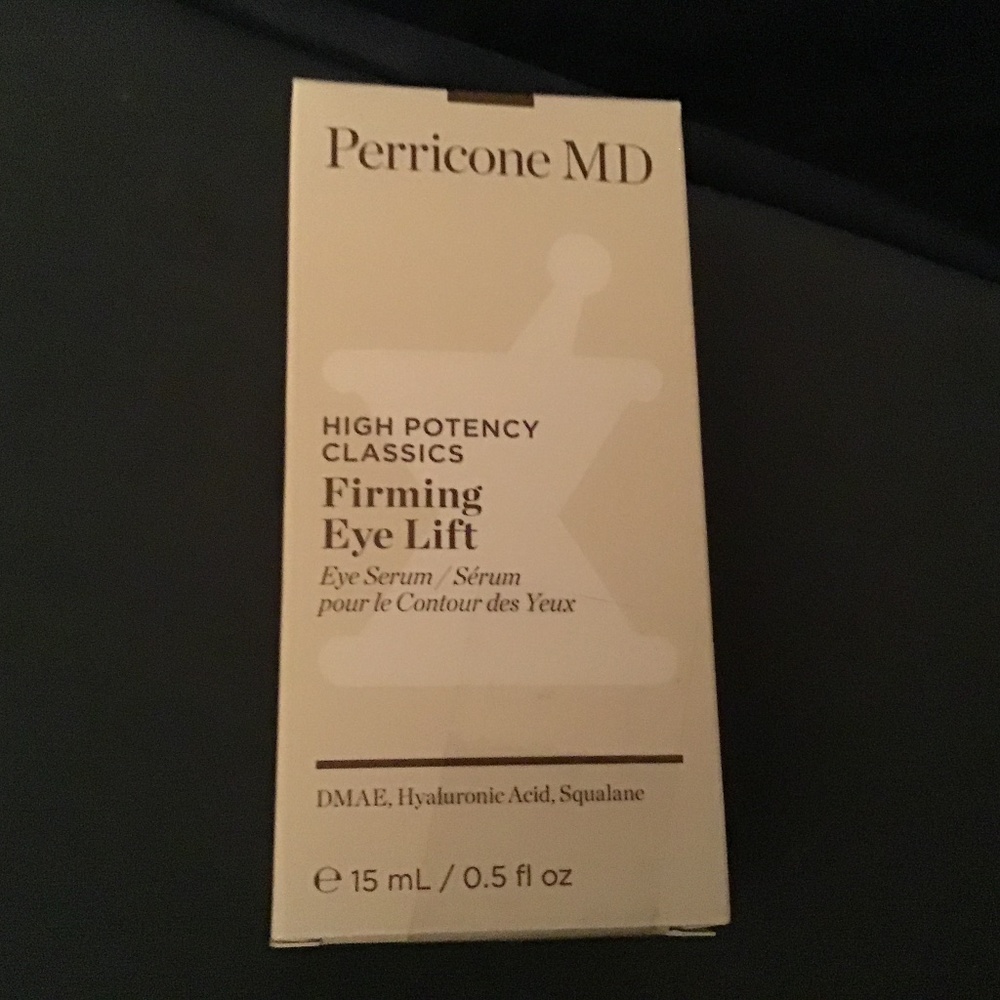 Perricone MD
HIGH POTENCY
CLASSICS
Firming
Eye Lift
Eye Serum / Sérum
pour le Contour des Yeux
DMAE, Hyaluronic Acid, Squalane
℮ 15 mL / 0.5 fl oz